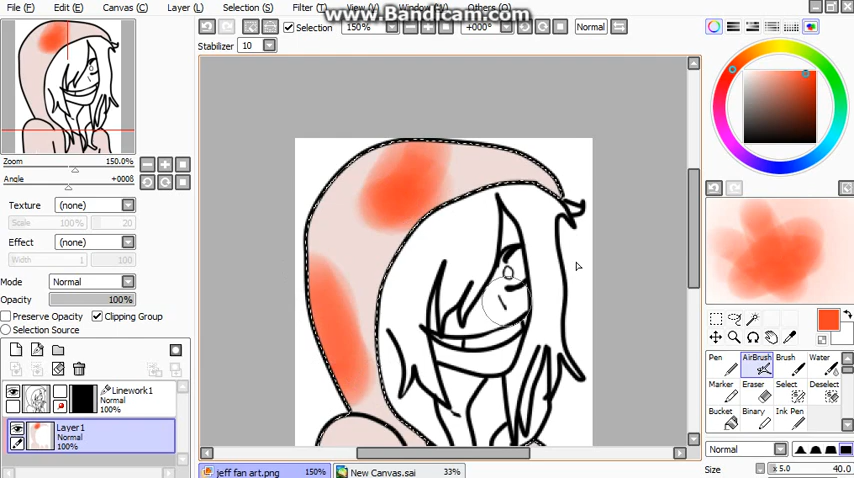 File (F) Edit (E) Canvas (C) Layer (L) Selection (S) Filter (T) View (V) Window (W) Others (O)
www.Bandicam.com
Selection 150% +000° Normal
Stabilizer 10
Zoom 150.0%
Angle +000ß
Texture (none)
Scale 100% 20
Effect (none)
Width 1 100
Mode Normal
Opacity 100%
Preserve Opacity Clipping Group
Selection Source
Linework1
Normal
100%
Layer1
Normal
100%
Pen AirBrush Brush Water
Marker Eraser Select Deselect
Bucket Binary Ink Pen
Normal
Size x 5.0 40.0
jeff fan art.png 150% New Canvas.sai 33%